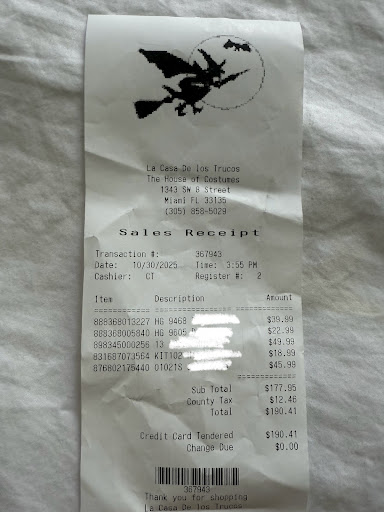 La Casa De los Trucos
The House of Costumes
1343 SW 8 Street
Miami FL 33135
(305) 858-5029
Sales Receipt
Transaction #: 367943
Date: 10/30/2025 Time: 3:55 PM
Cashier: CT Register #: 2
Item Description Amount
888368013227 HG 9468 $39.99
888368005840 HG 9605 $22.99
898345000256 13 $49.99
831687073564 KIT102 $18.99
876802175440 01021S $45.99
Sub Total $177.95
County Tax $12.46
Total $190.41
Credit Card Tendered $190.41
Change Due $0.00
367943
Thank you for shopping
La Casa De los Trucos